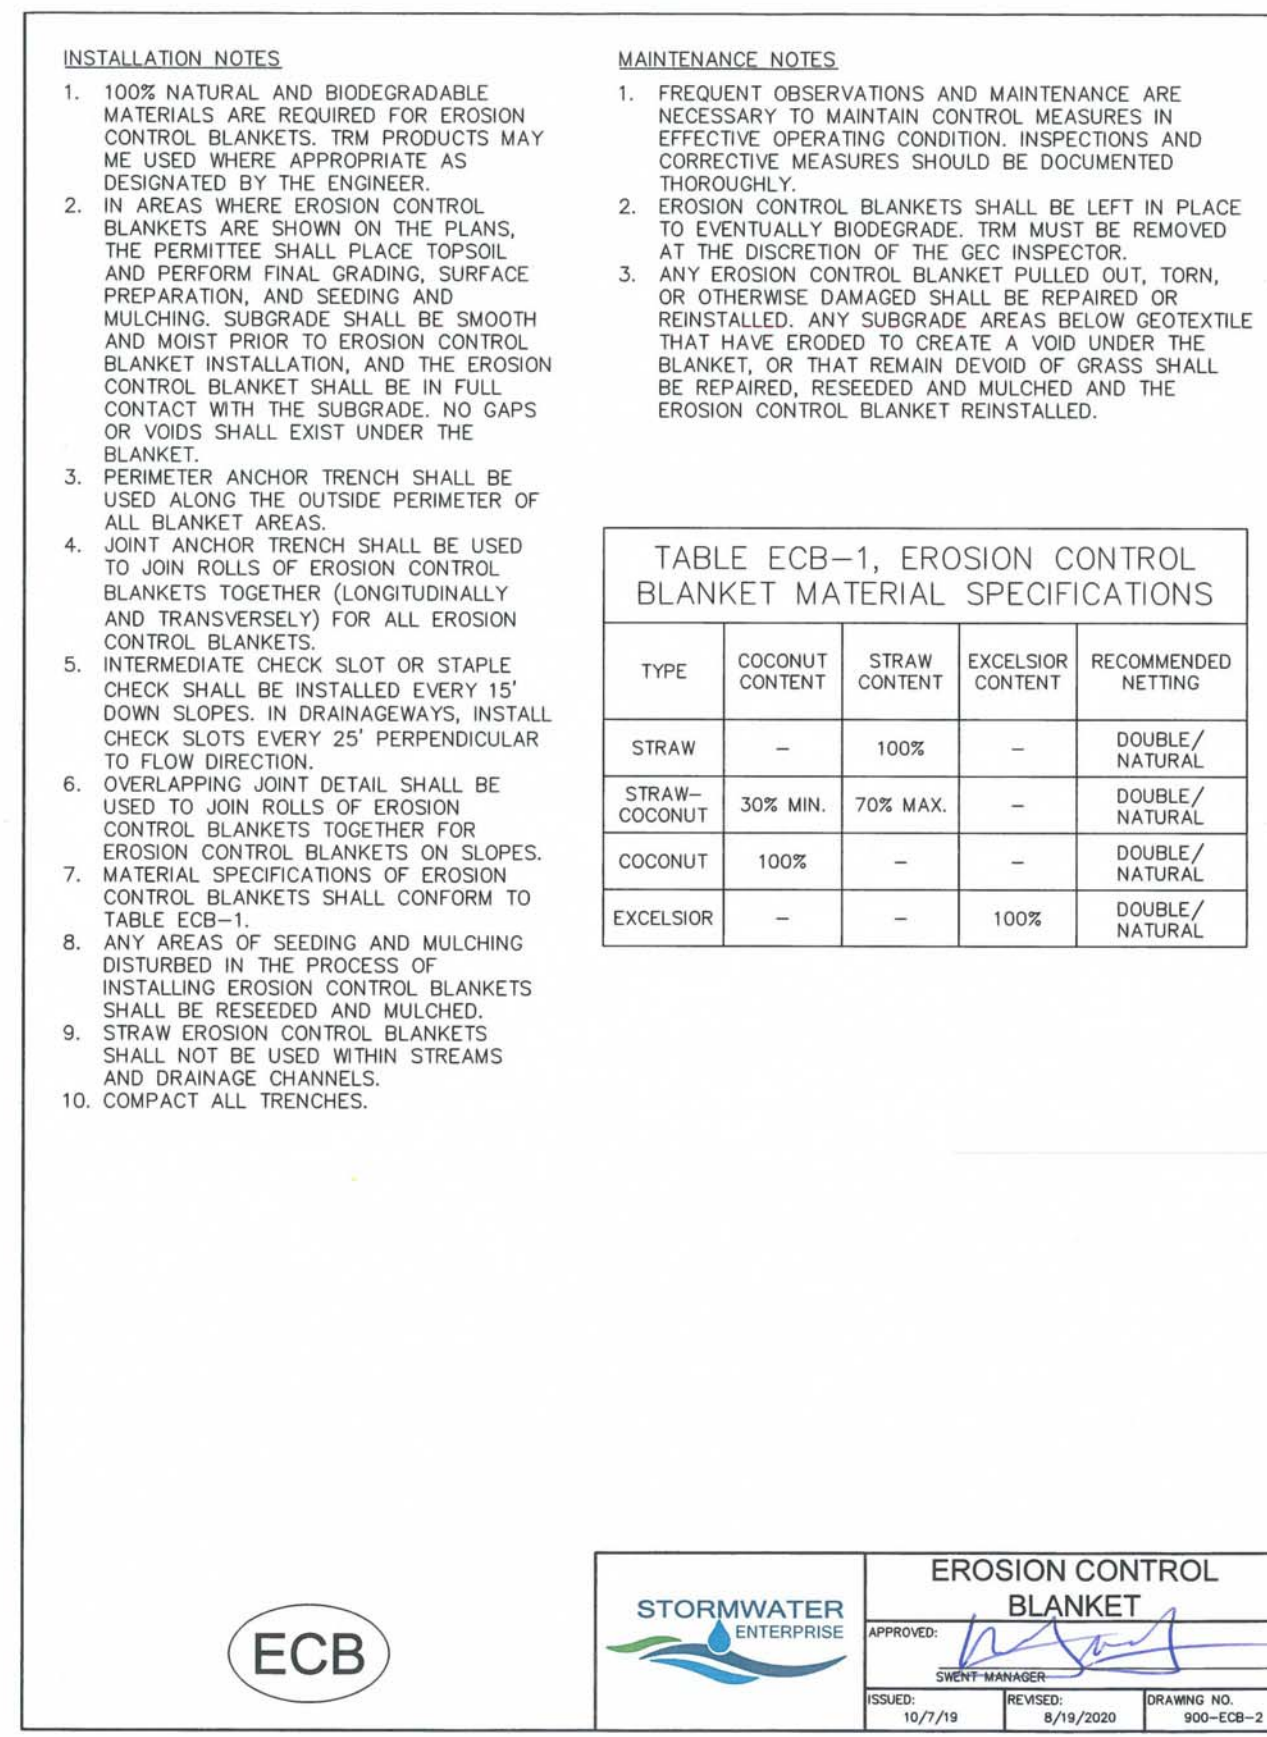 INSTALLATION NOTES
1. 100% NATURAL AND BIODEGRADABLE
MATERIALS ARE REQUIRED FOR EROSION
CONTROL BLANKETS. TRM PRODUCTS MAY
ME USED WHERE APPROPRIATE AS
DESIGNATED BY THE ENGINEER.
2. IN AREAS WHERE EROSION CONTROL
BLANKETS ARE SHOWN ON THE PLANS,
THE PERMITTEE SHALL PLACE TOPSOIL
AND PERFORM FINAL GRADING, SURFACE
PREPARATION, AND SEEDING AND
MULCHING. SUBGRADE SHALL BE SMOOTH
AND MOIST PRIOR TO EROSION CONTROL
BLANKET INSTALLATION, AND THE EROSION
CONTROL BLANKET SHALL BE IN FULL
CONTACT WITH THE SUBGRADE. NO GAPS
OR VOIDS SHALL EXIST UNDER THE
BLANKET.
3. PERIMETER ANCHOR TRENCH SHALL BE
USED ALONG THE OUTSIDE PERIMETER OF
ALL BLANKET AREAS.
4. JOINT ANCHOR TRENCH SHALL BE USED
TO JOIN ROLLS OF EROSION CONTROL
BLANKETS TOGETHER (LONGITUDINALLY
AND TRANSVERSELY) FOR ALL EROSION
CONTROL BLANKETS.
5. INTERMEDIATE CHECK SLOT OR STAPLE
CHECK SHALL BE INSTALLED EVERY 15'
DOWN SLOPES. IN DRAINAGEWAYS, INSTALL
CHECK SLOTS EVERY 25' PERPENDICULAR
TO FLOW DIRECTION.
6. OVERLAPPING JOINT DETAIL SHALL BE
USED TO JOIN ROLLS OF EROSION
CONTROL BLANKETS TOGETHER FOR
EROSION CONTROL BLANKETS ON SLOPES.
7. MATERIAL SPECIFICATIONS OF EROSION
CONTROL BLANKETS SHALL CONFORM TO
TABLE ECB-1.
8. ANY AREAS OF SEEDING AND MULCHING
DISTURBED IN THE PROCESS OF
INSTALLING EROSION CONTROL BLANKETS
SHALL BE RESEEDED AND MULCHED.
9. STRAW EROSION CONTROL BLANKETS
SHALL NOT BE USED WITHIN STREAMS
AND DRAINAGE CHANNELS.
10. COMPACT ALL TRENCHES.
MAINTENANCE NOTES
1. FREQUENT OBSERVATIONS AND MAINTENANCE ARE
NECESSARY TO MAINTAIN CONTROL MEASURES IN
EFFECTIVE OPERATING CONDITION. INSPECTIONS AND
CORRECTIVE MEASURES SHOULD BE DOCUMENTED
THOROUGHLY.
2. EROSION CONTROL BLANKETS SHALL BE LEFT IN PLACE
TO EVENTUALLY BIODEGRADE. TRM MUST BE REMOVED
AT THE DISCRETION OF THE GEC INSPECTOR.
3. ANY EROSION CONTROL BLANKET PULLED OUT, TORN,
OR OTHERWISE DAMAGED SHALL BE REPAIRED OR
REINSTALLED. ANY SUBGRADE AREAS BELOW GEOTEXTILE
THAT HAVE ERODED TO CREATE A VOID UNDER THE
BLANKET, OR THAT REMAIN DEVOID OF GRASS SHALL
BE REPAIRED, RESEEDED AND MULCHED AND THE
EROSION CONTROL BLANKET REINSTALLED.
TABLE ECB-1, EROSION CONTROL
BLANKET MATERIAL SPECIFICATIONS
TYPE COCONUT CONTENT STRAW CONTENT EXCELSIOR CONTENT RECOMMENDED NETTING
STRAW - 100% - DOUBLE/ NATURAL
STRAW-COCONUT 30% MIN. 70% MAX. - DOUBLE/ NATURAL
COCONUT 100% - - DOUBLE/ NATURAL
EXCELSIOR - - 100% DOUBLE/ NATURAL
ECB
STORMWATER
ENTERPRISE
EROSION CONTROL
BLANKET
APPROVED:
SWENT MANAGER
ISSUED: 10/7/19
REVISED: 8/19/2020
DRAWING NO. 900-ECB-2